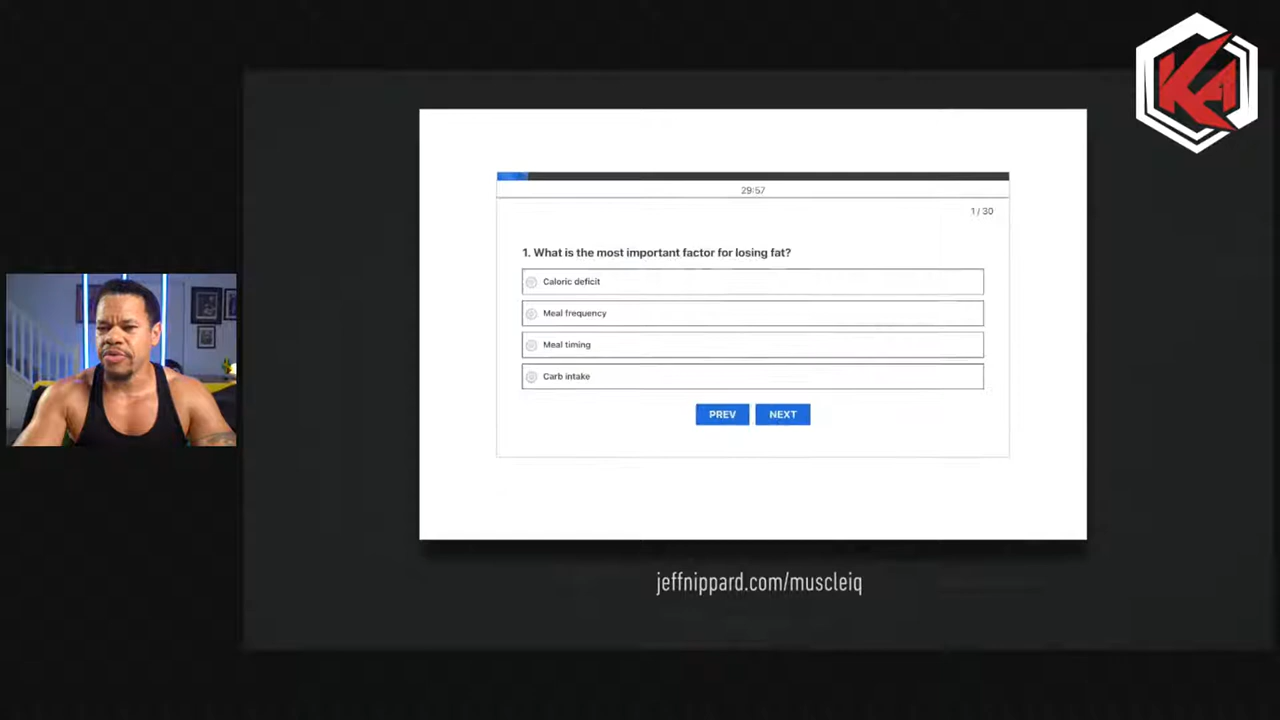 KA
29:57
1 / 30
1. What is the most important factor for losing fat?
Caloric deficit
Meal frequency
Meal timing
Carb intake
PREV NEXT
jeffnippard.com/muscleiq